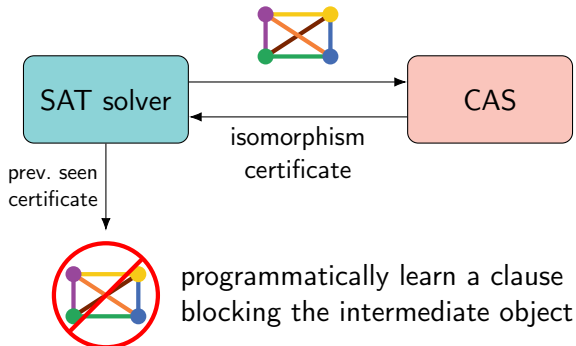 SAT solver
CAS
isomorphism
certificate
prev. seen
certificate
programmatically learn a clause
blocking the intermediate object